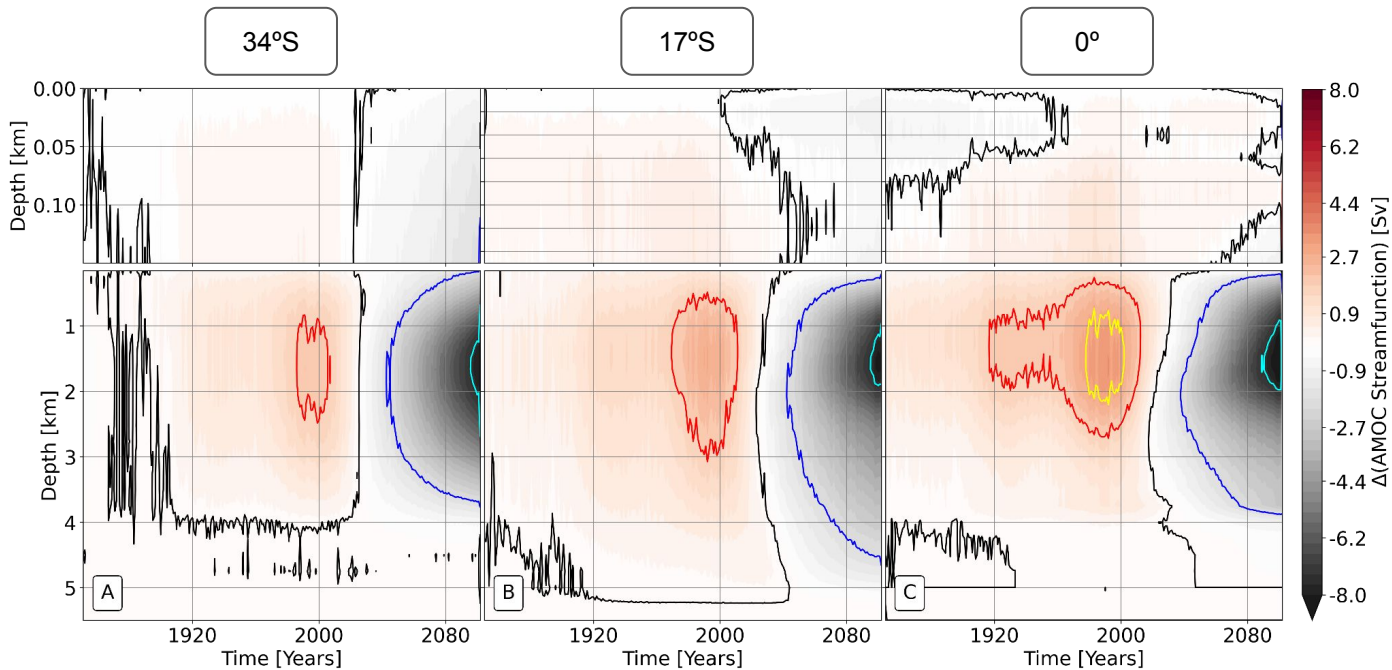 34ºS 17ºS 0º
0.00
0.05
0.10
Depth [km]
1
2
3
4
5
Depth [km]
A B C
1920 2000 2080 1920 2000 2080 1920 2000 2080
Time [Years] Time [Years] Time [Years]
8.0
6.2
4.4
2.7
0.9
-0.9
-2.7
-4.4
-6.2
-8.0
Δ(AMOC Streamfunction) [Sv]